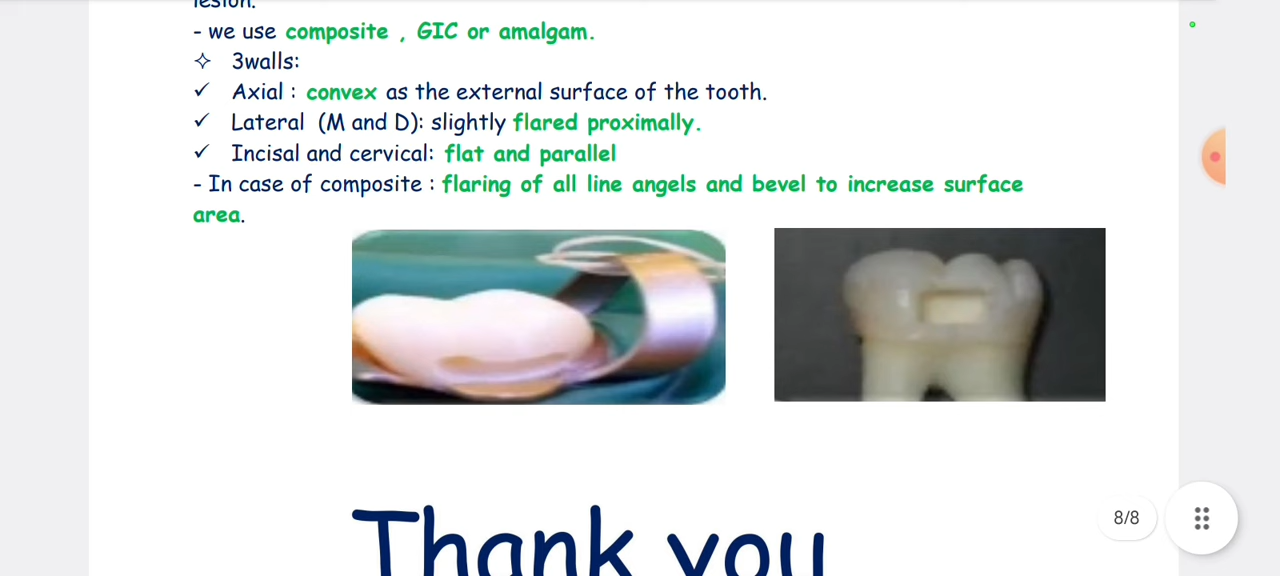 lesion.
- we use composite , GIC or amalgam.
✧ 3walls:
✓ Axial : convex as the external surface of the tooth.
✓ Lateral (M and D): slightly flared proximally.
✓ Incisal and cervical: flat and parallel
- In case of composite : flaring of all line angels and bevel to increase surface
area.
Thank you
8/8